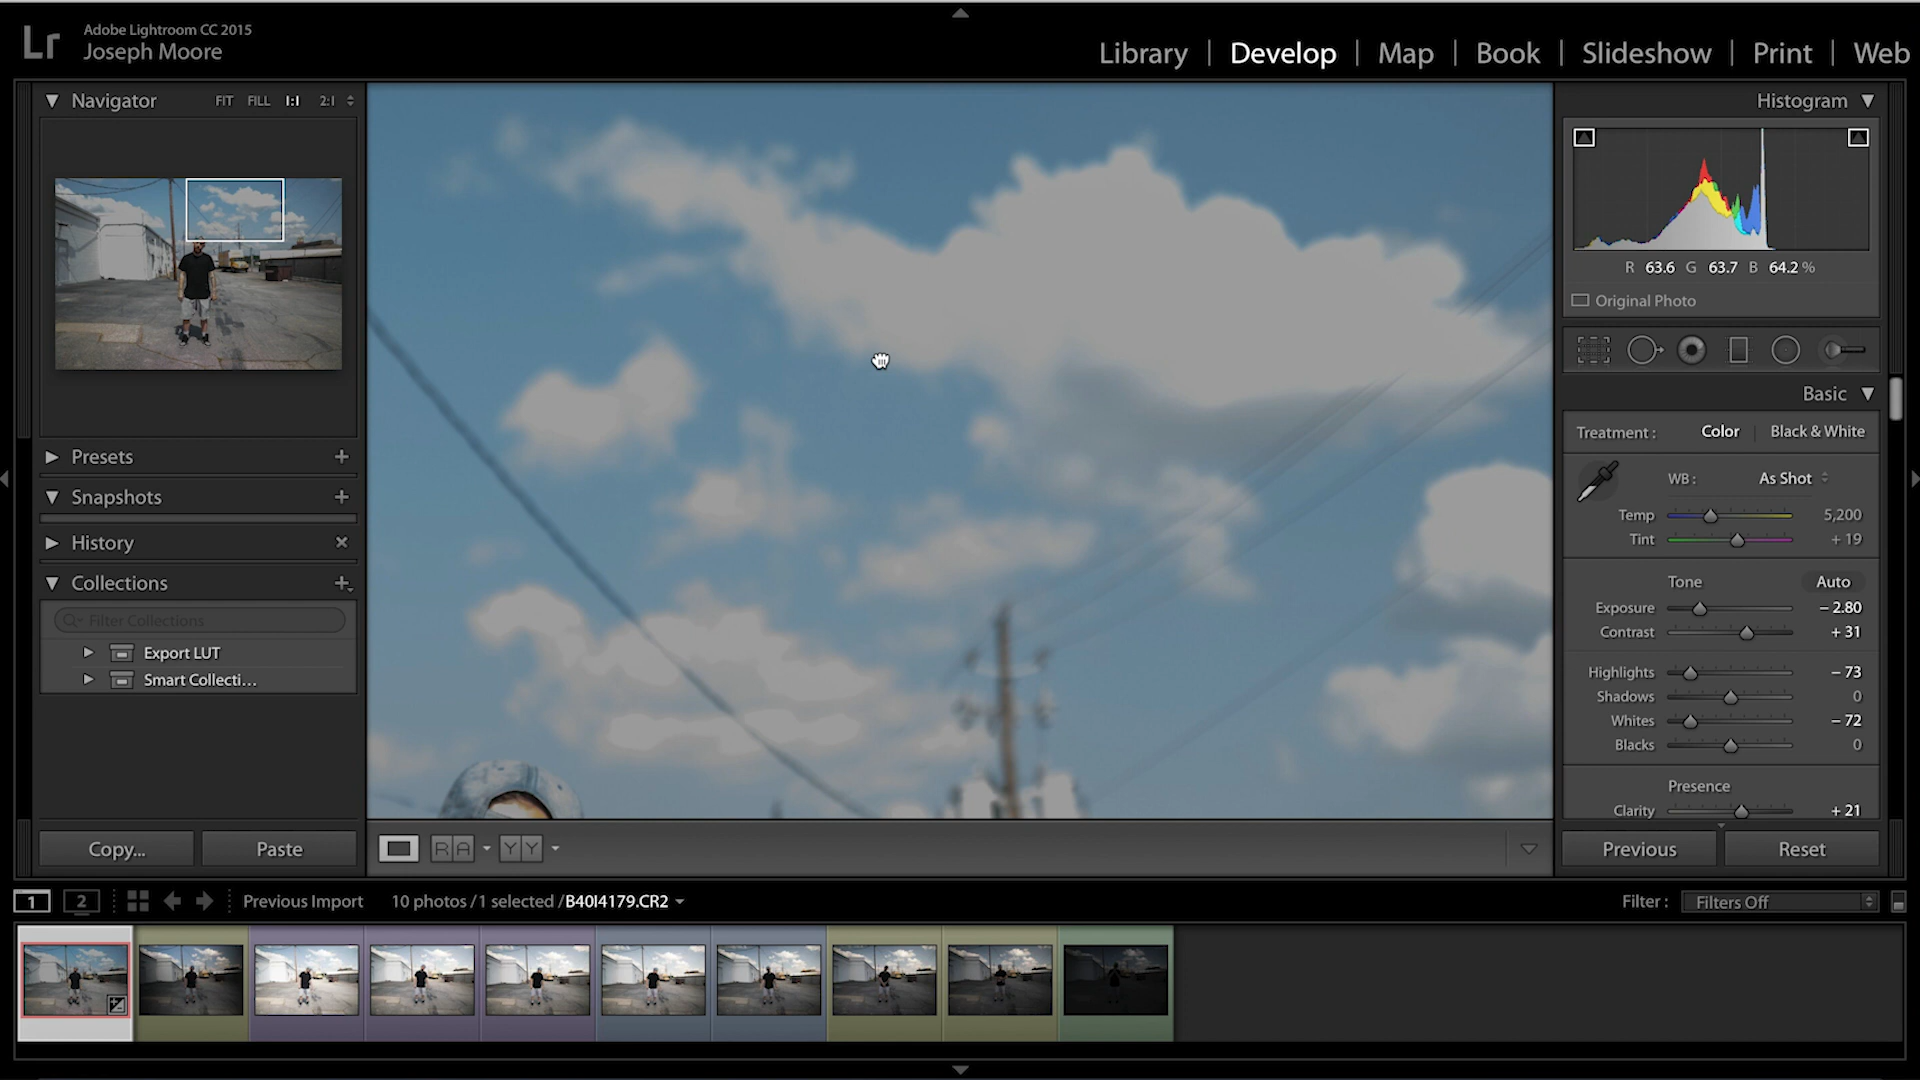 Lr
Adobe Lightroom CC 2015
Joseph Moore
Library | Develop | Map | Book | Slideshow | Print | Web
Navigator FIT FILL 1:1 2:1
Presets
Snapshots
History
Collections
Filter Collections
Export LUT
Smart Collecti...
Copy... Paste
Histogram
R 63.6 G 63.7 B 64.2 %
Original Photo
Basic
Treatment : Color | Black & White
WB : As Shot
Temp 5,200
Tint + 19
Tone Auto
Exposure – 2.80
Contrast + 31
Highlights – 73
Shadows 0
Whites – 72
Blacks 0
Presence
Clarity + 21
Previous Reset
R A Y Y
1 2 Previous Import 10 photos / 1 selected / B40I4179.CR2
Filter : Filters Off